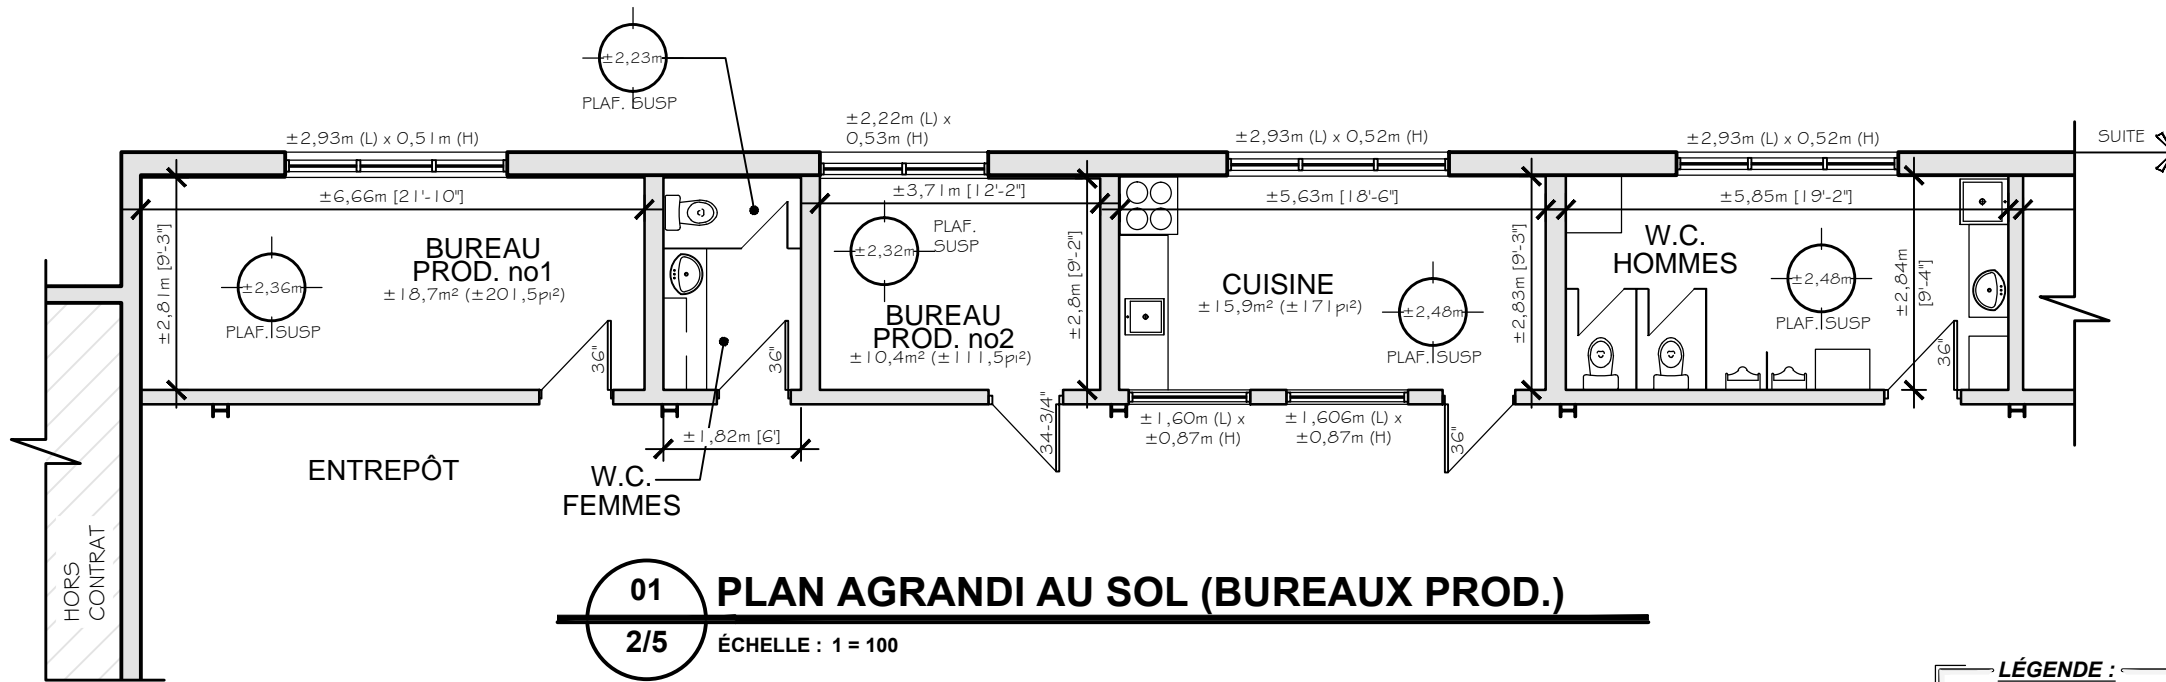 ±2,23m
PLAF. SUSP
±2,93m (L) x 0,51m (H)
±2,22m (L) x
0,53m (H)
±2,93m (L) x 0,52m (H)
±2,93m (L) x 0,52m (H)
SUITE
±6,66m [21'-10"]
±3,71m [12'-2"]
±5,63m [18'-6"]
±5,85m [19'-2"]
±2,81m [9'-3"]
±2,36m
PLAF. SUSP
BUREAU
PROD. no1
±18,7m² (±201,5pi²)
36"
36"
±2,32m
PLAF.
SUSP
BUREAU
PROD. no2
±10,4m² (±111,5pi²)
±2,8m [9'-2"]
CUISINE
±15,9m² (±171pi²)
±2,48m
PLAF. SUSP
±2,83m [9'-3"]
W.C.
HOMMES
±2,48m
PLAF. SUSP
±2,84m
[9'-4"]
36"
±1,82m [6']
34-3/4"
±1,60m (L) x
±0,87m (H)
±1,606m (L) x
±0,87m (H)
36"
ENTREPÔT
W.C.
FEMMES
HORS
CONTRAT
01
2/5
PLAN AGRANDI AU SOL (BUREAUX PROD.)
ÉCHELLE : 1 = 100
LÉGENDE :